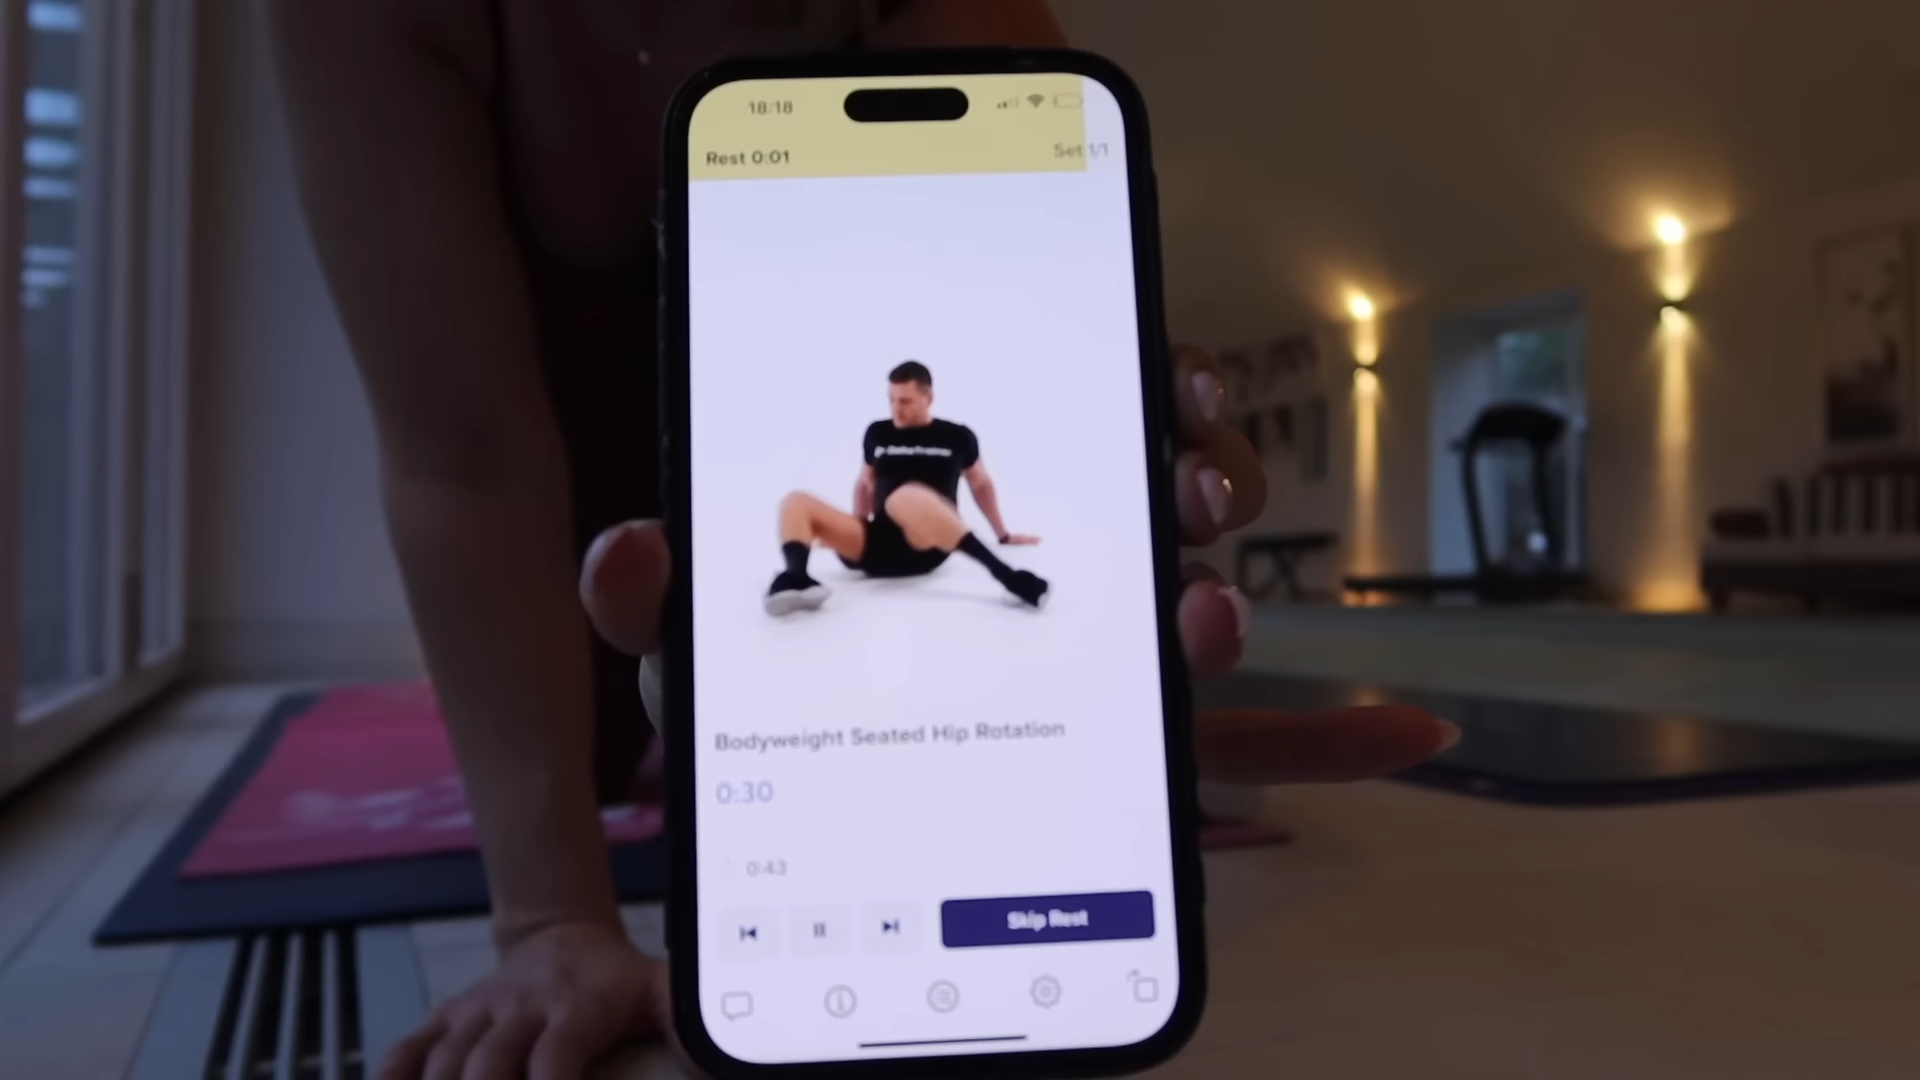 18:18
Rest 0:01
Set 1/1
Bodyweight Seated Hip Rotation
0:30
0:43
Skip Rest